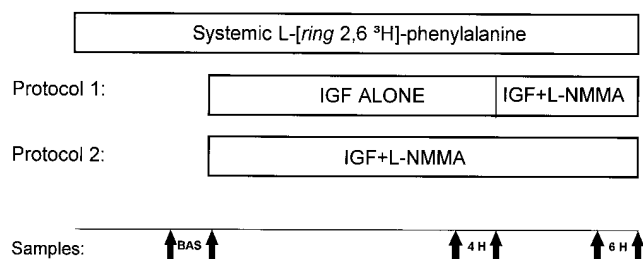 Systemic L-[ring 2,6 ³H]-phenylalanine
Protocol 1: IGF ALONE IGF+L-NMMA
Protocol 2: IGF+L-NMMA
Samples: BAS 4 H 6 H